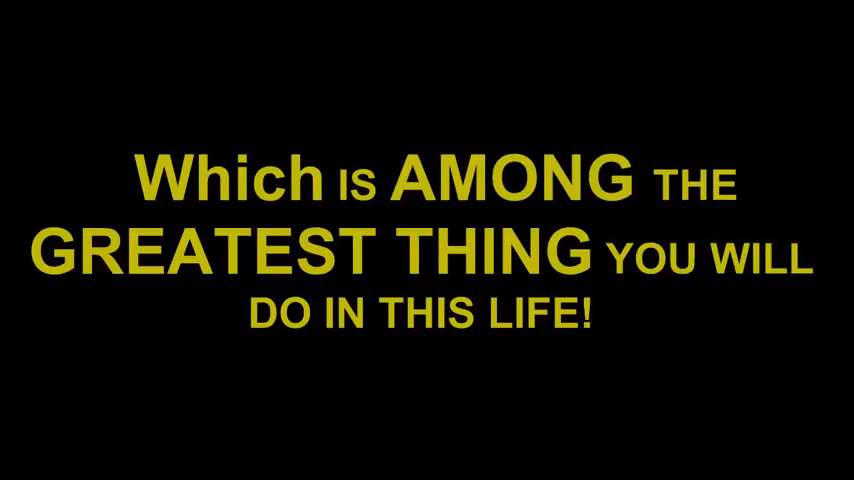 Which IS AMONG THE
GREATEST THING YOU WILL
DO IN THIS LIFE!